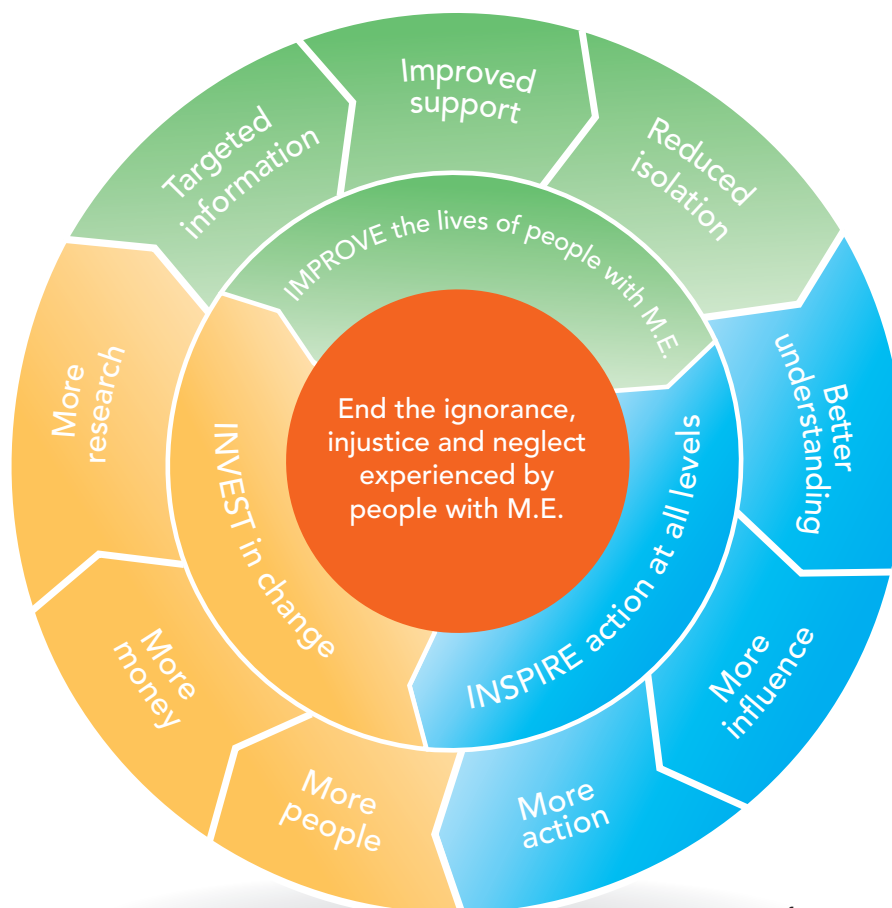 Improved
support
Reduced
isolation
Better
understanding
More
influence
More
action
More
people
More
money
More
research
Targeted
information
IMPROVE the lives of people with M.E.
INSPIRE action at all levels
INVEST in change
End the ignorance,
injustice and neglect
experienced by
people with M.E.